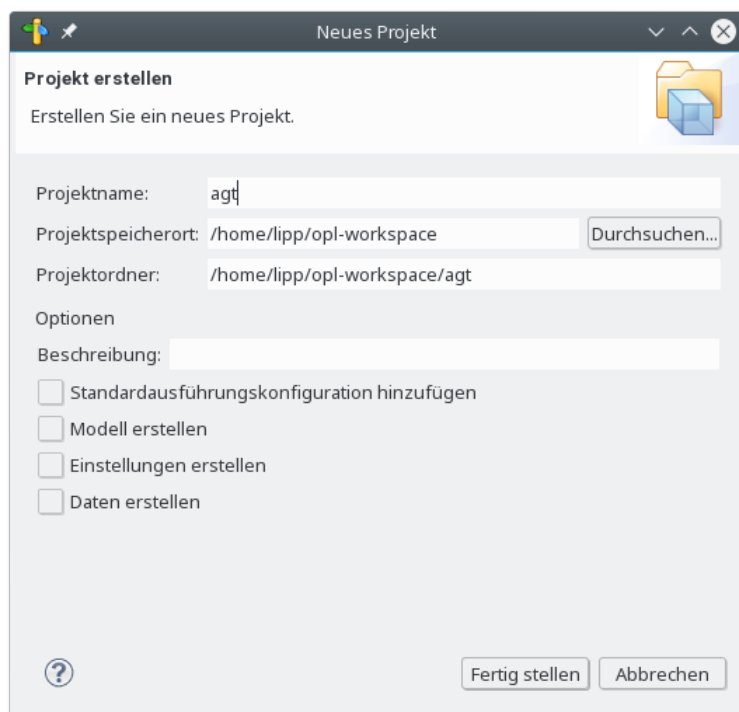 Neues Projekt
Projekt erstellen
Erstellen Sie ein neues Projekt.
Projektname: agt
Projektspeicherort: /home/lipp/opl-workspace Durchsuchen...
Projektordner: /home/lipp/opl-workspace/agt
Optionen
Beschreibung:
Standardausführungskonfiguration hinzufügen
Modell erstellen
Einstellungen erstellen
Daten erstellen
? Fertig stellen Abbrechen